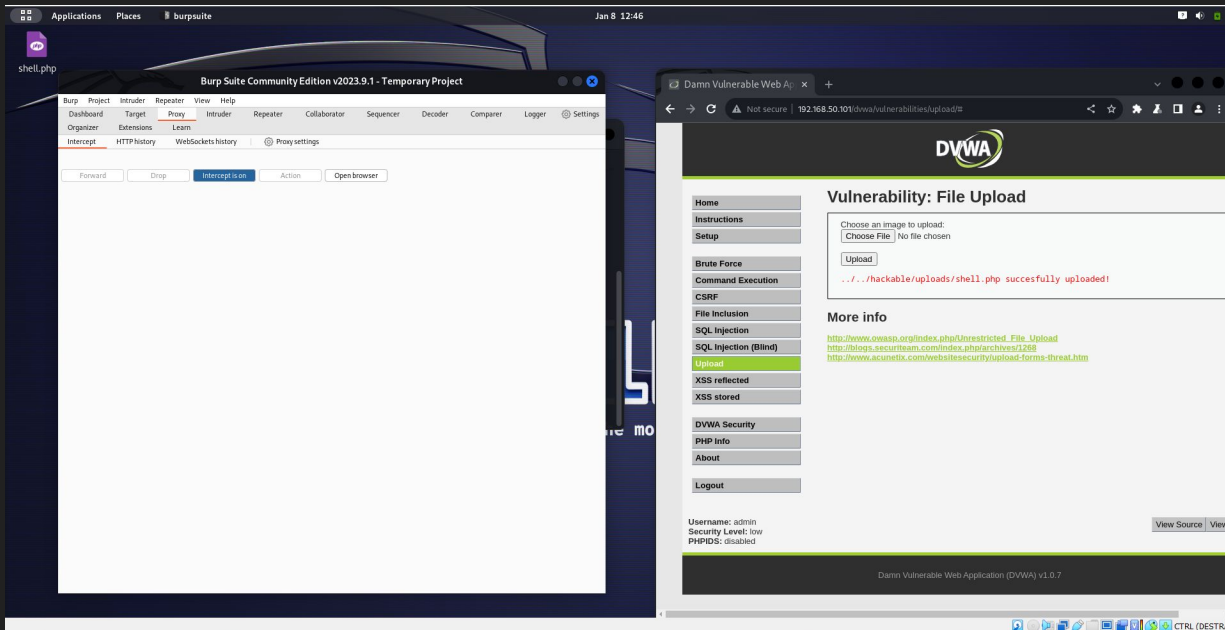 Applications Places burpsuite Jan 8 12:46
php
shell.php
Burp Suite Community Edition v2023.9.1 - Temporary Project
Burp Project Intruder Repeater View Help
Dashboard Target Proxy Intruder Repeater Collaborator Sequencer Decoder Comparer Logger Settings
Organizer Extensions Learn
Intercept HTTP history WebSockets history Proxy settings
Forward Drop Intercept is on Action Open browser
Damn Vulnerable Web Ap
Not secure 192.168.50.101/dvwa/vulnerabilities/upload/#
DVWA
Home
Instructions
Setup
Brute Force
Command Execution
CSRF
File Inclusion
SQL Injection
SQL Injection (Blind)
Upload
XSS reflected
XSS stored
DVWA Security
PHP Info
About
Logout
Vulnerability: File Upload
Choose an image to upload:
Choose File No file chosen
Upload
../../hackable/uploads/shell.php succesfully uploaded!
More info
http://www.owasp.org/index.php/Unrestricted_File_Upload
http://blogs.securiteam.com/index.php/archives/1268
http://www.acunetix.com/websitesecurity/upload-forms-threat.htm
Username: admin
Security Level: low
PHPIDS: disabled
View Source View
Damn Vulnerable Web Application (DVWA) v1.0.7
mo
CTRL (DESTRA